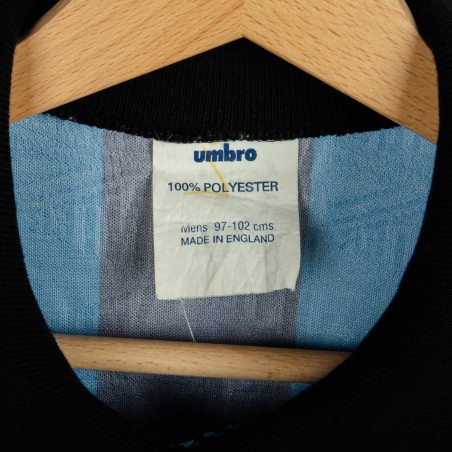 umbro
100% POLYESTER
Mens 97-102 cms
MADE IN ENGLAND